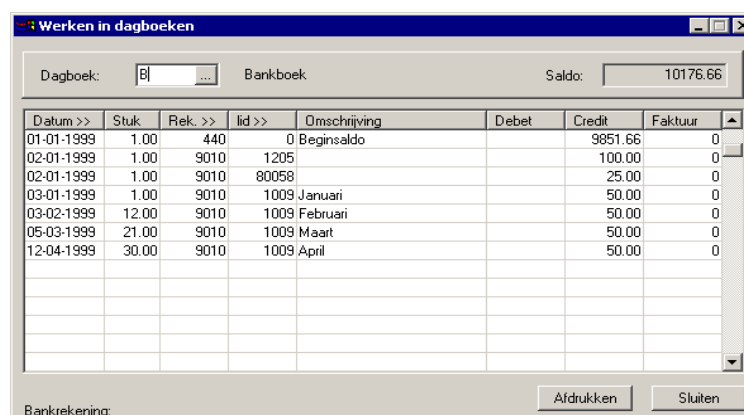 Werken in dagboeken
Dagboek: B ... Bankboek Saldo: 10176.66
Datum >> Stuk Rek. >> lid >> Omschrijving Debet Credit Faktuur
01-01-1999 1.00 440 0 Beginsaldo 9851.66 0
02-01-1999 1.00 9010 1205 100.00 0
02-01-1999 1.00 9010 80058 25.00 0
03-01-1999 1.00 9010 1009 Januari 50.00 0
03-02-1999 12.00 9010 1009 Februari 50.00 0
05-03-1999 21.00 9010 1009 Maart 50.00 0
12-04-1999 30.00 9010 1009 April 50.00 0
Afdrukken Sluiten
Bankrekening: